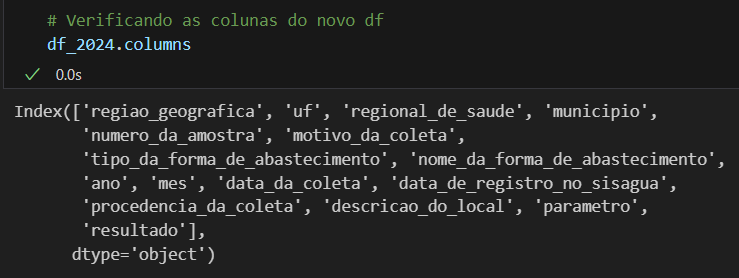 # Verificando as colunas do novo df
df_2024.columns
0.0s
Index(['regiao_geografica', 'uf', 'regional_de_saude', 'municipio',
'numero_da_amostra', 'motivo_da_coleta',
'tipo_da_forma_de_abastecimento', 'nome_da_forma_de_abastecimento',
'ano', 'mes', 'data_da_coleta', 'data_de_registro_no_sisagua',
'procedencia_da_coleta', 'descricao_do_local', 'parametro',
'resultado'],
dtype='object')